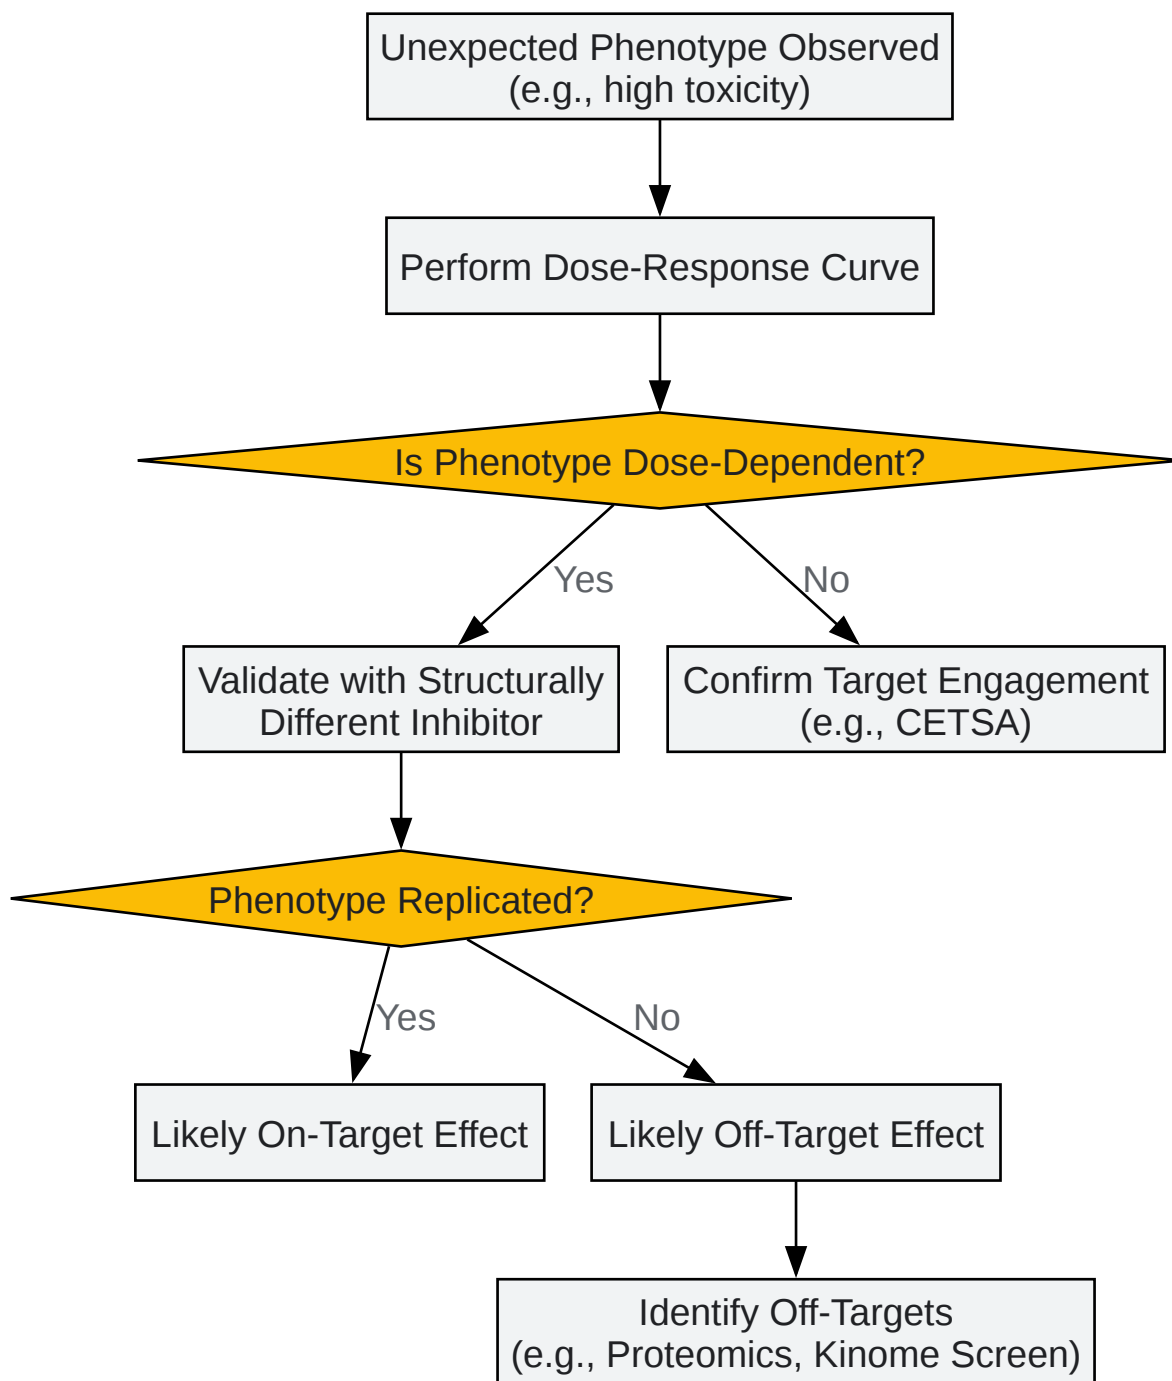 Unexpected Phenotype Observed
(e.g., high toxicity)
Perform Dose-Response Curve
Is Phenotype Dose-Dependent?
Yes
No
Validate with Structurally
Different Inhibitor
Confirm Target Engagement
(e.g., CETSA)
Phenotype Replicated?
Yes
No
Likely On-Target Effect
Likely Off-Target Effect
Identify Off-Targets
(e.g., Proteomics, Kinome Screen)